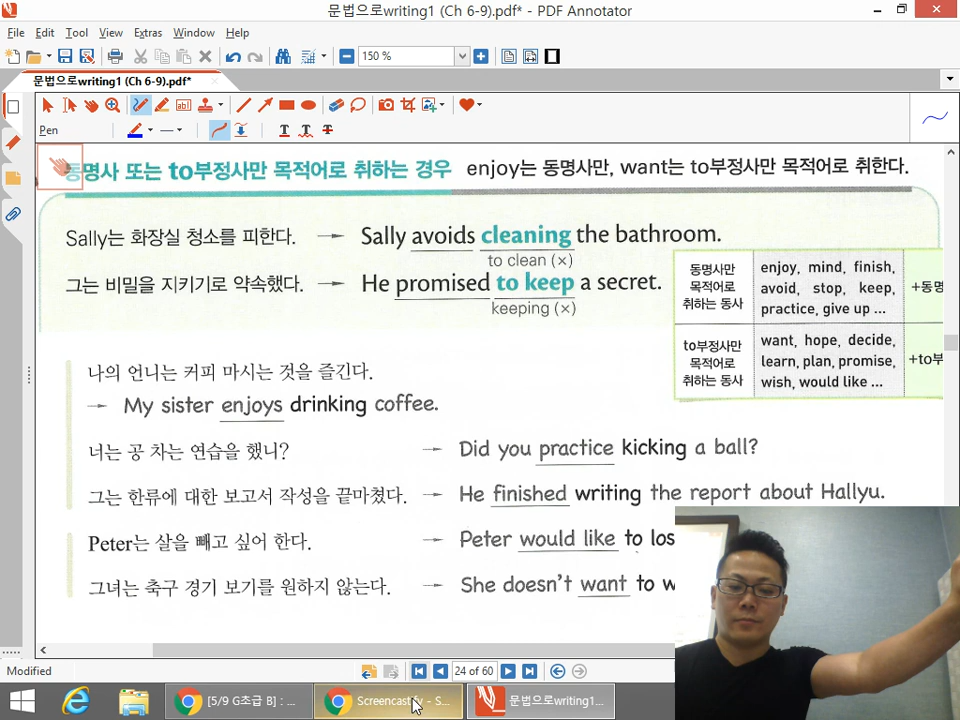 문법으로writing1 (Ch 6-9).pdf* - PDF Annotator
File Edit Tool View Extras Window Help
150 %
문법으로writing1 (Ch 6-9).pdf*
Pen
동명사 또는 to부정사만 목적어로 취하는 경우 enjoy는 동명사만, want는 to부정사만 목적어로 취한다.
Sally는 화장실 청소를 피한다. → Sally avoids cleaning the bathroom.
to clean (×)
그는 비밀을 지키기로 약속했다. → He promised to keep a secret.
keeping (×)
동명사만 목적어로 취하는 동사
enjoy, mind, finish,
avoid, stop, keep,
practice, give up ...
+동명
to부정사만 목적어로 취하는 동사
want, hope, decide,
learn, plan, promise,
wish, would like ...
+to부
나의 언니는 커피 마시는 것을 즐긴다.
→ My sister enjoys drinking coffee.
너는 공 차는 연습을 했니? → Did you practice kicking a ball?
그는 한류에 대한 보고서 작성을 끝마쳤다. → He finished writing the report about Hallyu.
Peter는 살을 빼고 싶어 한다. → Peter would like to los
그녀는 축구 경기 보기를 원하지 않는다. → She doesn't want to w
Modified
24 of 60
[5/9 G초급 B] : ...
Screencastify - S...
문법으로writing1...